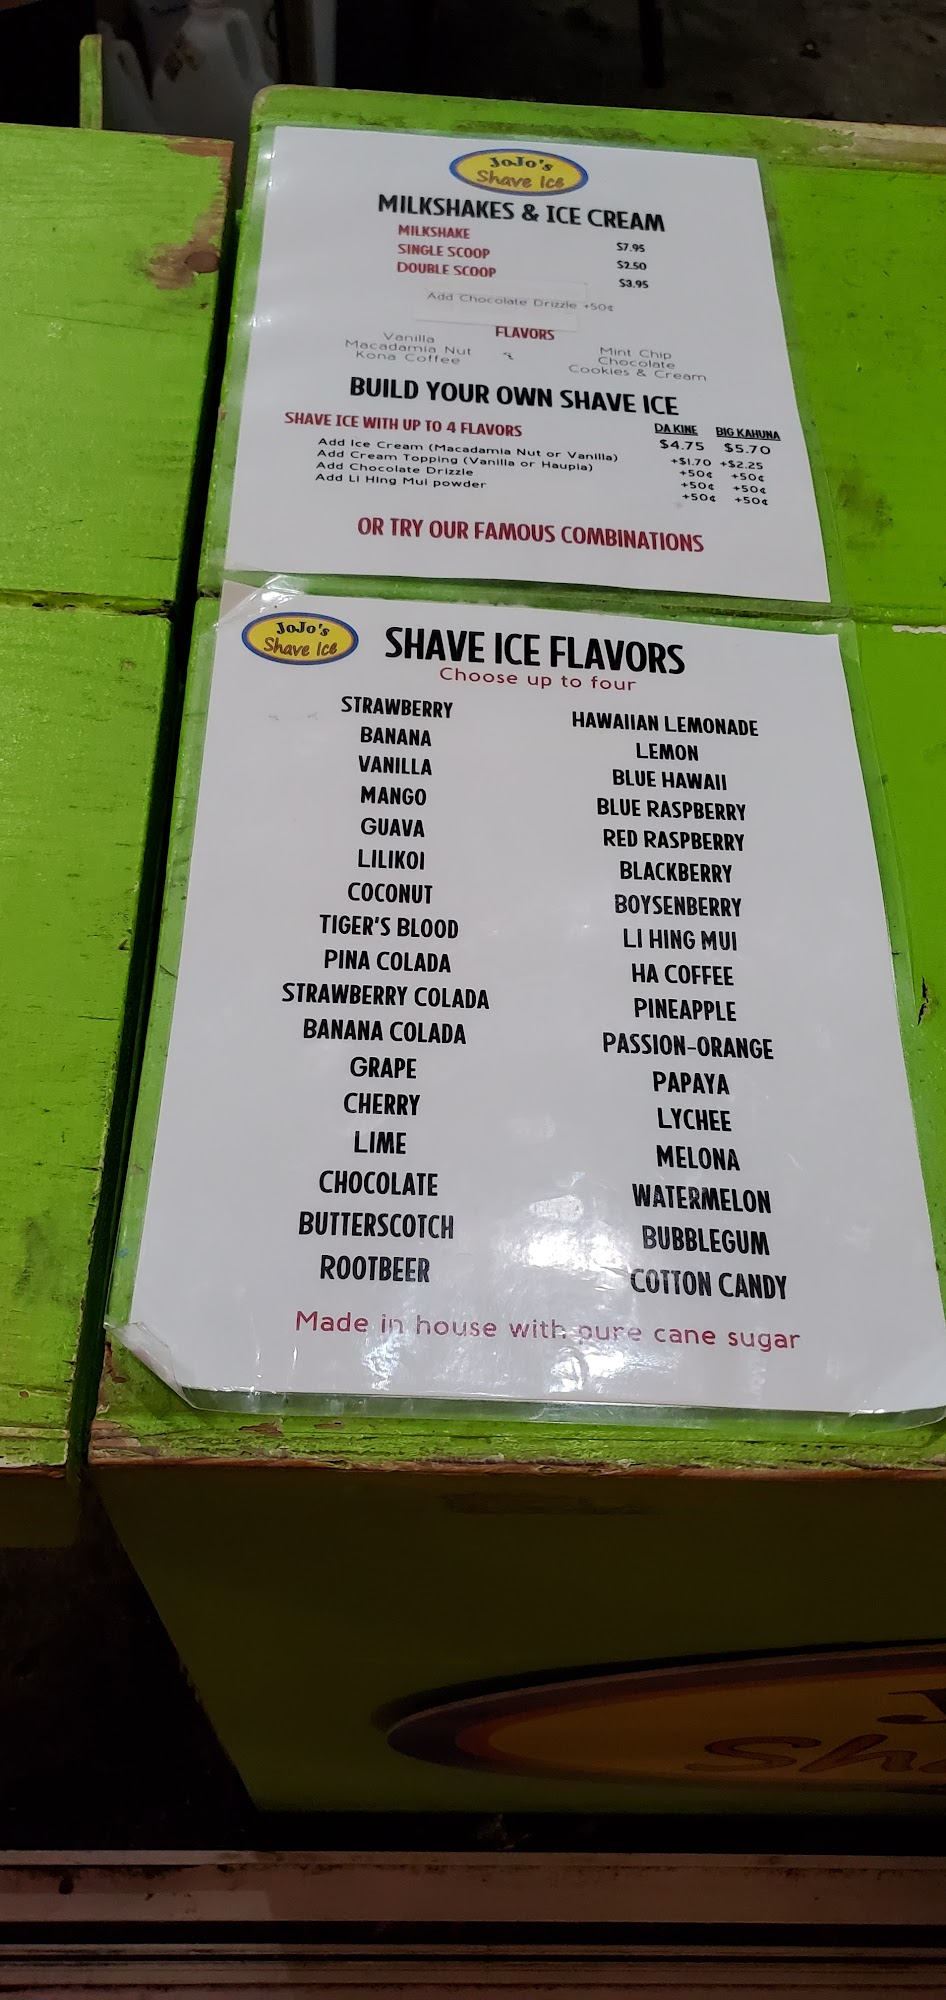 JoJo's
Shave Ice
MILKSHAKES & ICE CREAM
MILKSHAKE $7.95
SINGLE SCOOP $2.50
DOUBLE SCOOP $3.95
Add Chocolate Drizzle +50¢
FLAVORS
Vanilla
Macadamia Nut
Kona Coffee
Mint Chip
Chocolate
Cookies & Cream
BUILD YOUR OWN SHAVE ICE
DA KINE BIG KAHUNA
SHAVE ICE WITH UP TO 4 FLAVORS $4.75 $5.70
Add Ice Cream (Macadamia Nut or Vanilla) +$1.70 +$2.25
Add Cream Topping (Vanilla or Haupia) +50¢ +50¢
Add Chocolate Drizzle +50¢ +50¢
Add Li Hing Mui powder +50¢ +50¢
OR TRY OUR FAMOUS COMBINATIONS
JoJo's
Shave Ice
SHAVE ICE FLAVORS
Choose up to four
STRAWBERRY
BANANA
VANILLA
MANGO
GUAVA
LILIKOI
COCONUT
TIGER'S BLOOD
PINA COLADA
STRAWBERRY COLADA
BANANA COLADA
GRAPE
CHERRY
LIME
CHOCOLATE
BUTTERSCOTCH
ROOTBEER
HAWAIIAN LEMONADE
LEMON
BLUE HAWAII
BLUE RASPBERRY
RED RASPBERRY
BLACKBERRY
BOYSENBERRY
LI HING MUI
HA COFFEE
PINEAPPLE
PASSION-ORANGE
PAPAYA
LYCHEE
MELONA
WATERMELON
BUBBLEGUM
COTTON CANDY
Made in house with pure cane sugar